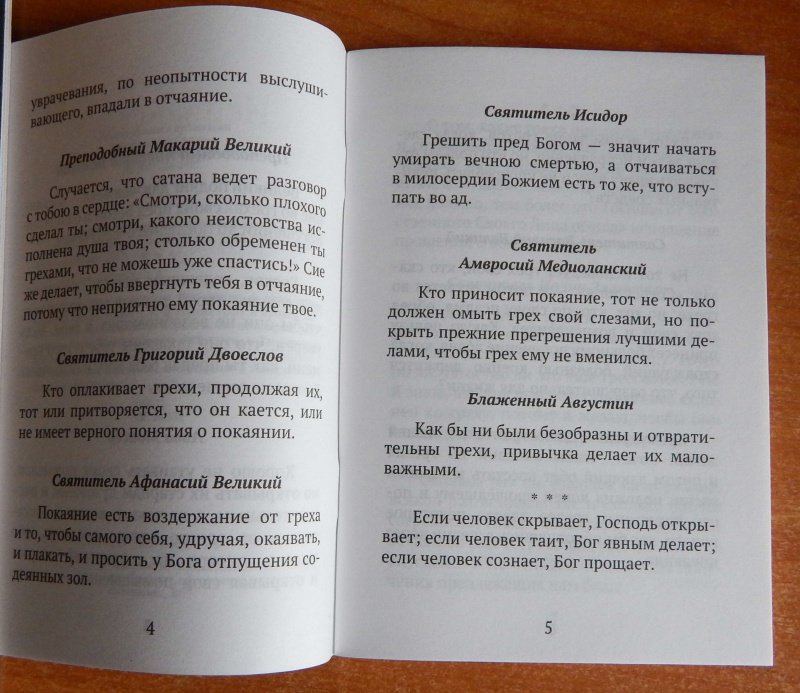 уврачевания, по неопытности выслуши-
вающего, впадали в отчаяние.
Преподобный Макарий Великий
Случается, что сатана ведет разговор
с тобою в сердце: «Смотри, сколько плохого
сделал ты; смотри, какого неистовства ис-
полнена душа твоя; столько обременен ты
грехами, что не можешь уже спастись!» Сие
же делает, чтобы ввергнуть тебя в отчаяние,
потому что неприятно ему покаяние твое.
Святитель Григорий Двоеслов
Кто оплакивает грехи, продолжая их,
тот или притворяется, что он кается, или
не имеет верного понятия о покаянии.
Святитель Афанасий Великий
Покаяние есть воздержание от греха
и то, чтобы самого себя, удручая, окаявать,
и плакать, и просить у Бога отпущения со-
деянных зол.
4
Святитель Исидор
Грешить пред Богом — значит начать
умирать вечною смертью, а отчаиваться
в милосердии Божием есть то же, что всту-
пать во ад.
Святитель
Амвросий Медиоланский
Кто приносит покаяние, тот не только
должен омыть грех свой слезами, но по-
крыть прежние прегрешения лучшими де-
лами, чтобы грех ему не вменился.
Блаженный Августин
Как бы ни были безобразны и отврати-
тельны грехи, привычка делает их мало-
важными.
* * *
Если человек скрывает, Господь откры-
вает; если человек таит, Бог явным делает;
если человек сознает, Бог прощает.
5